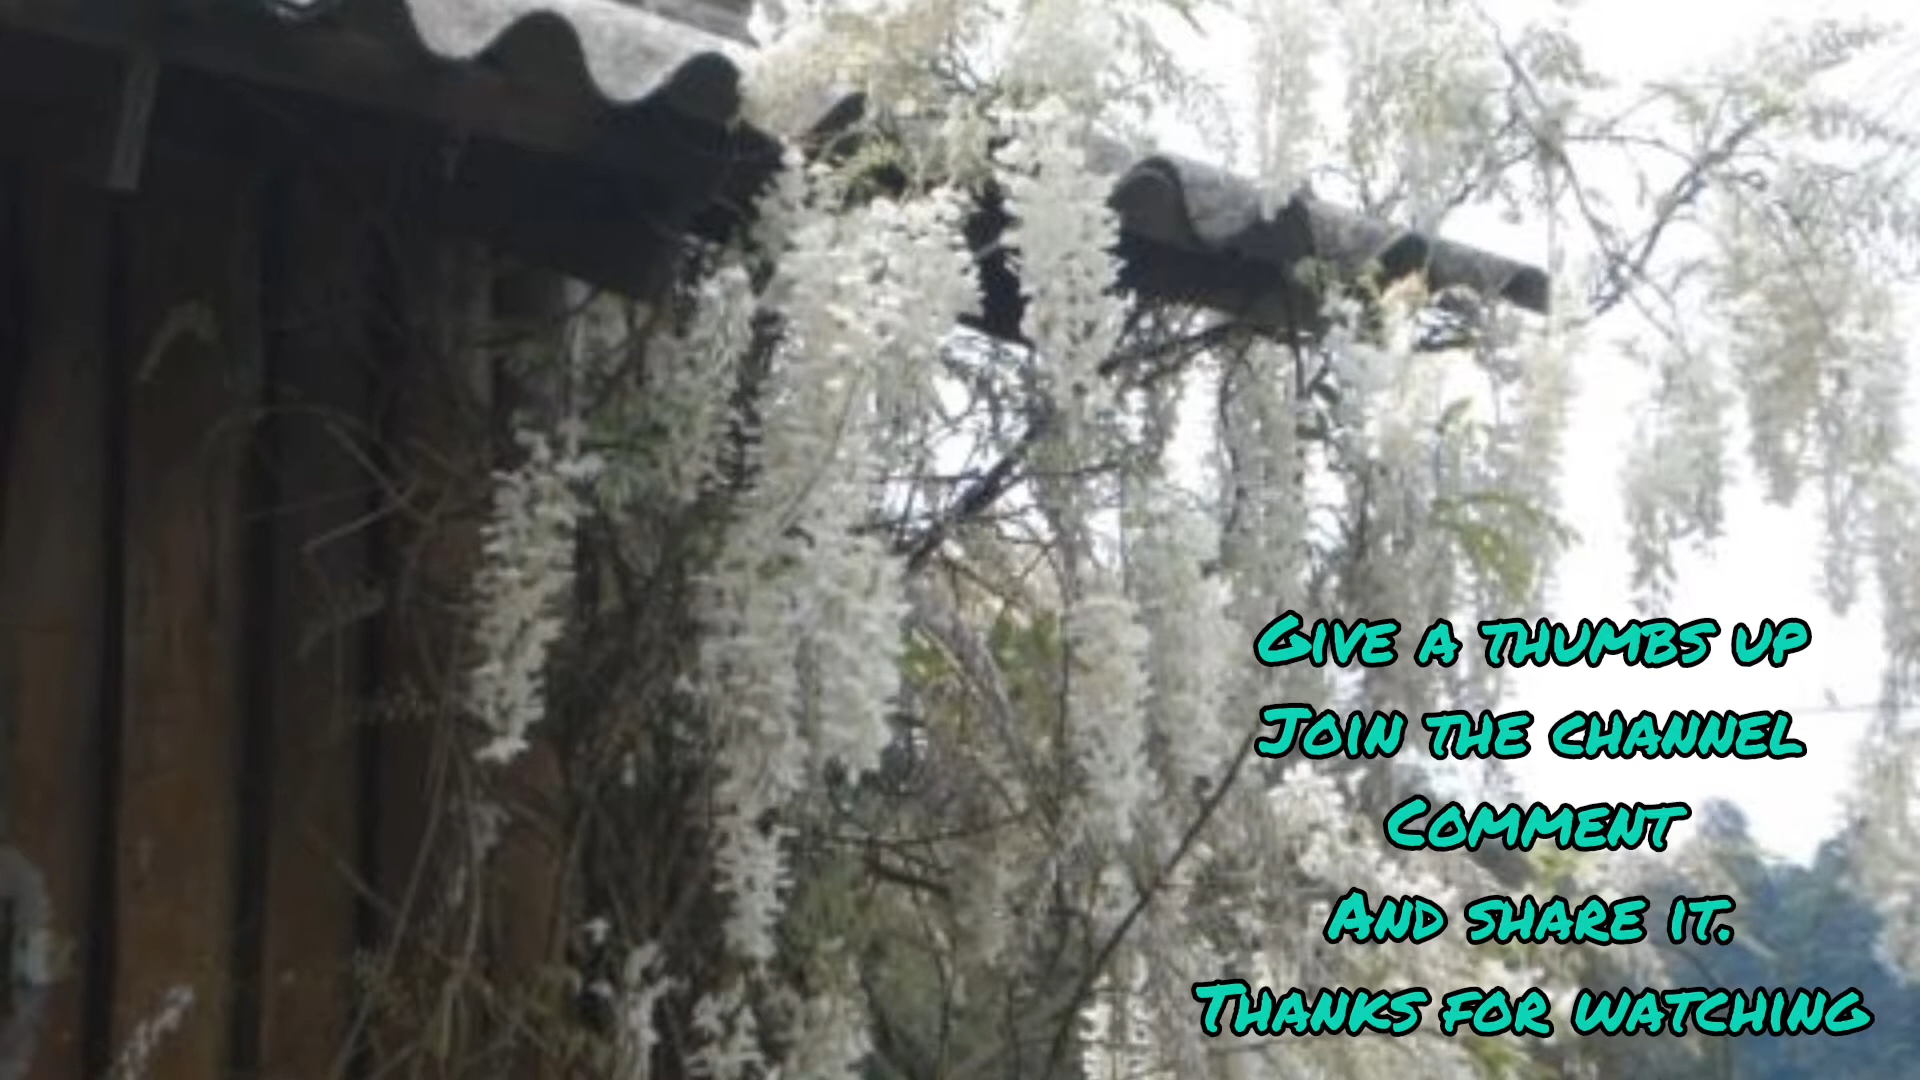 Give a thumbs up
Join the channel
Comment
And share it.
Thanks for watching